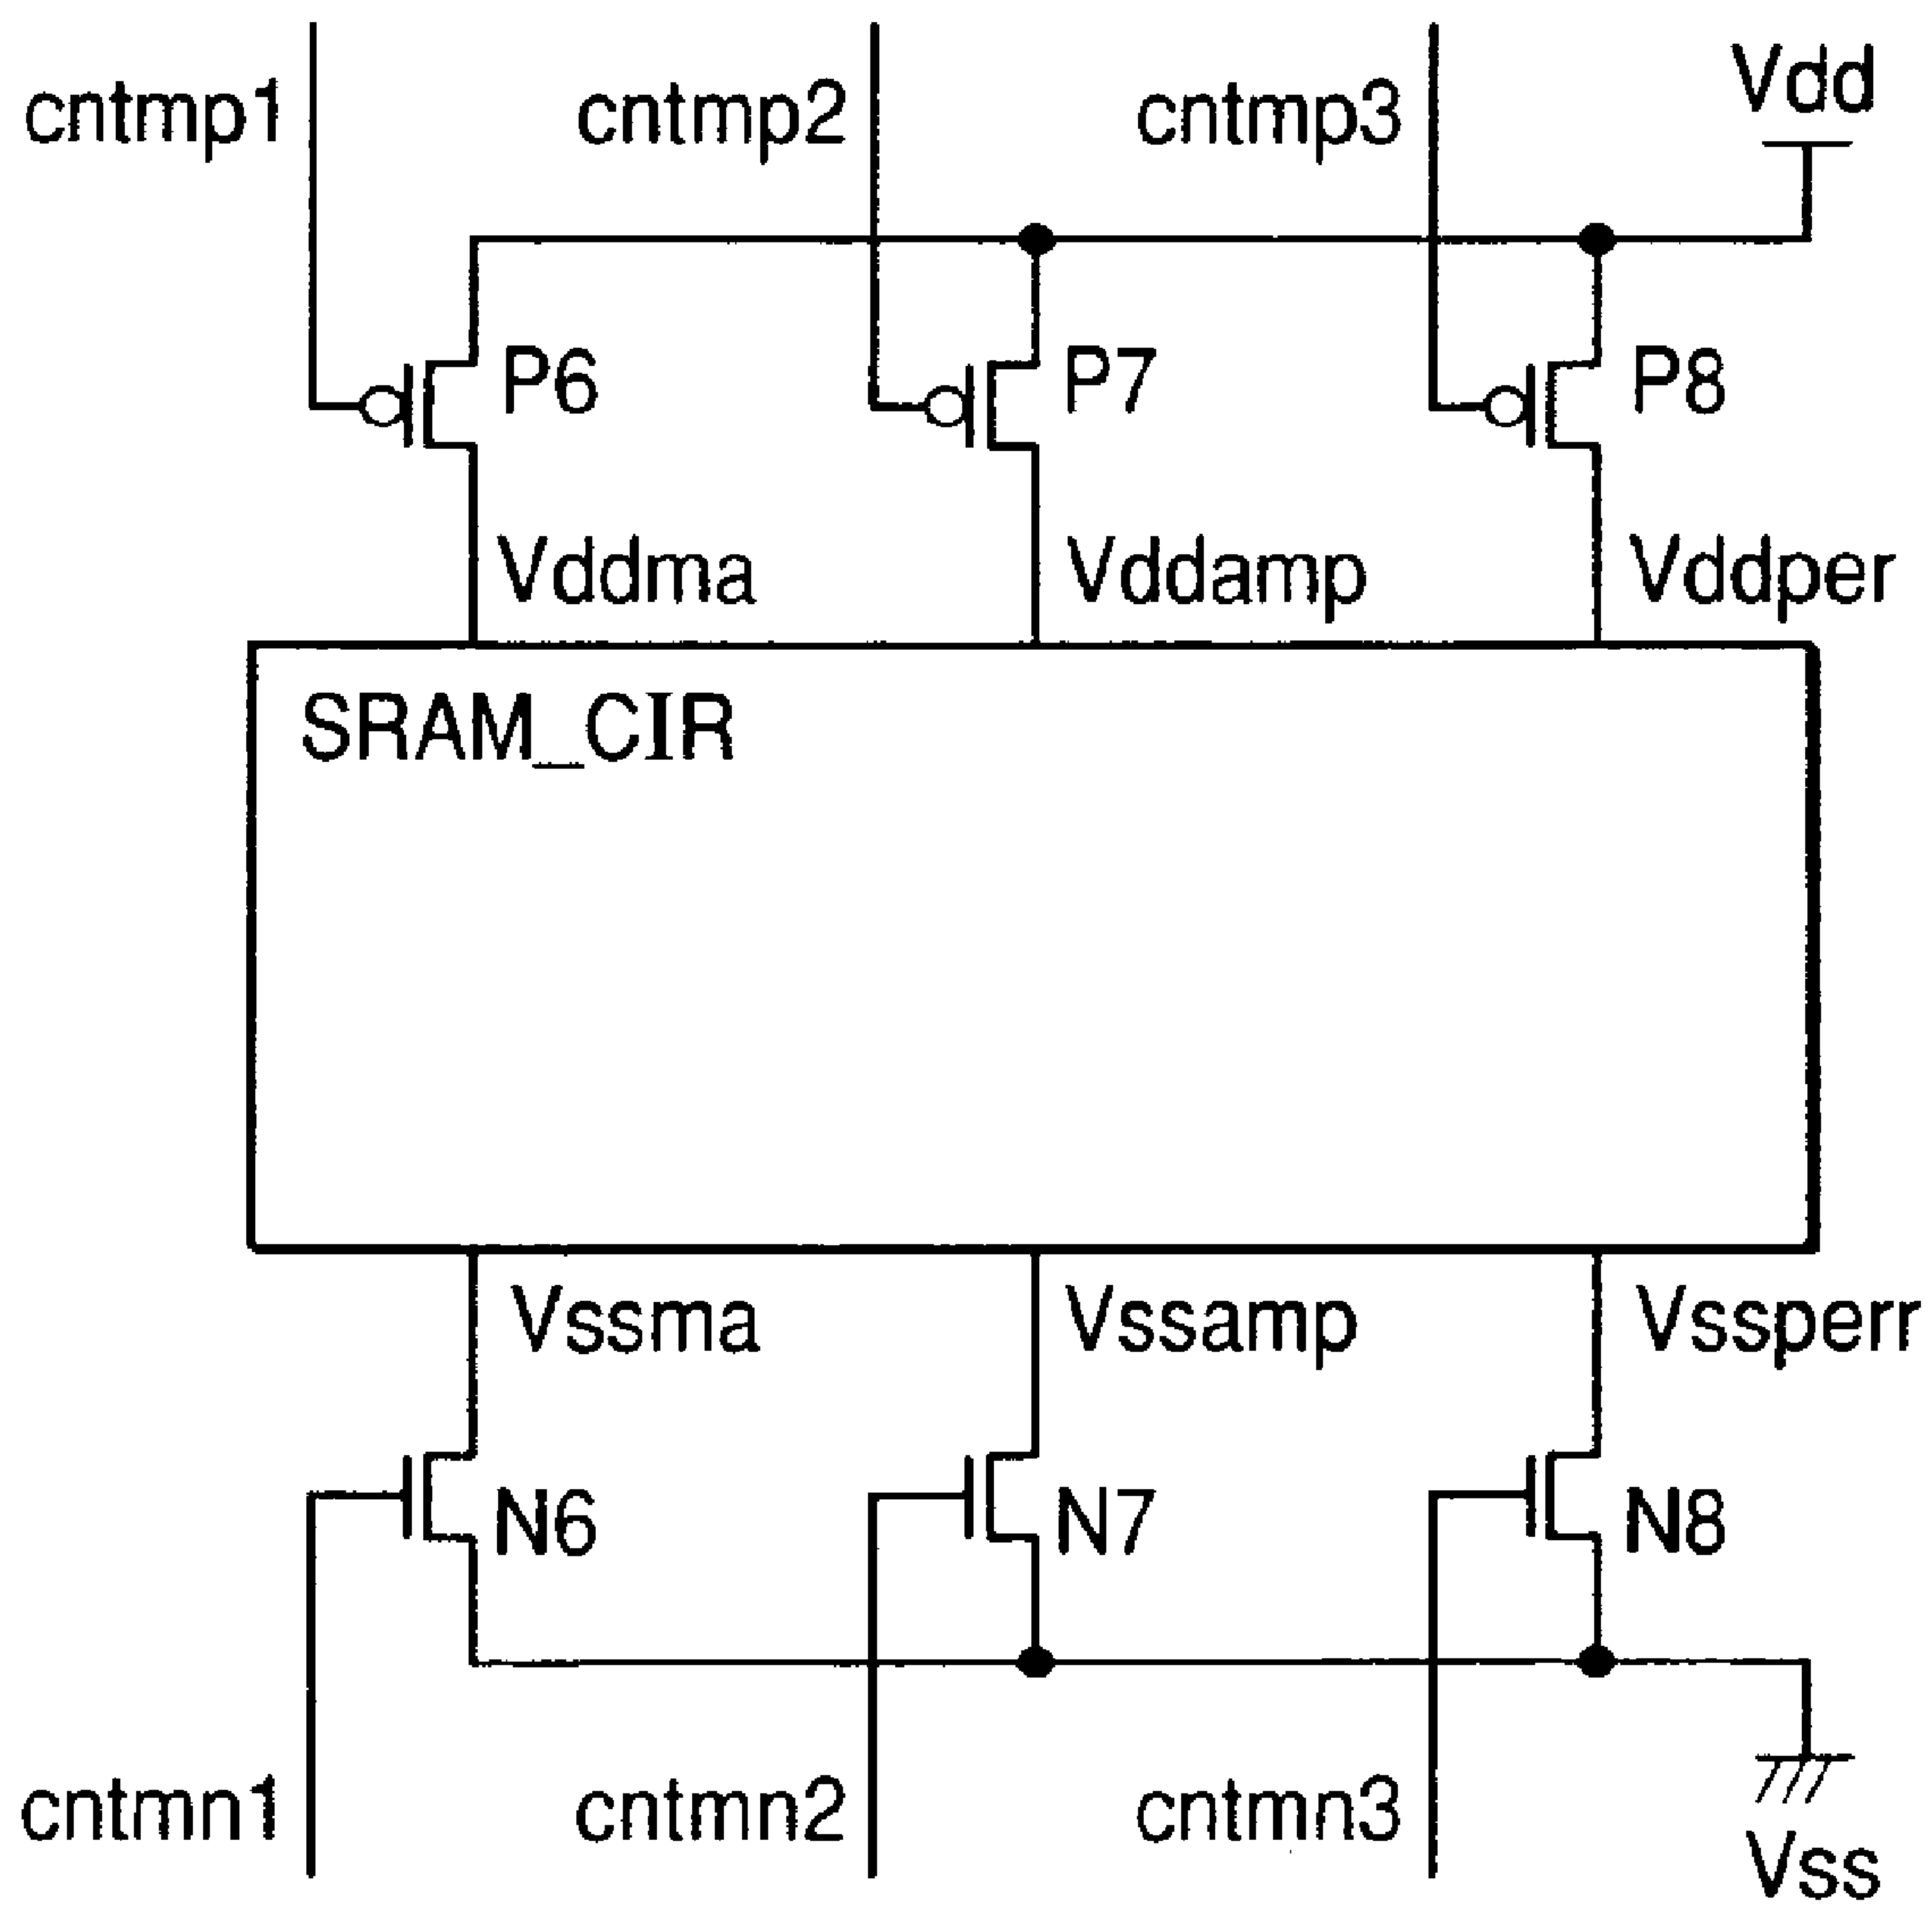 cntmp1 cntmp2 cntmp3 Vdd
P6 P7 P8
Vddma Vddamp Vddper
SRAM_CIR
Vssma Vssamp Vssperr
N6 N7 N8
cntmn1 cntmn2 cntmn3
Vss